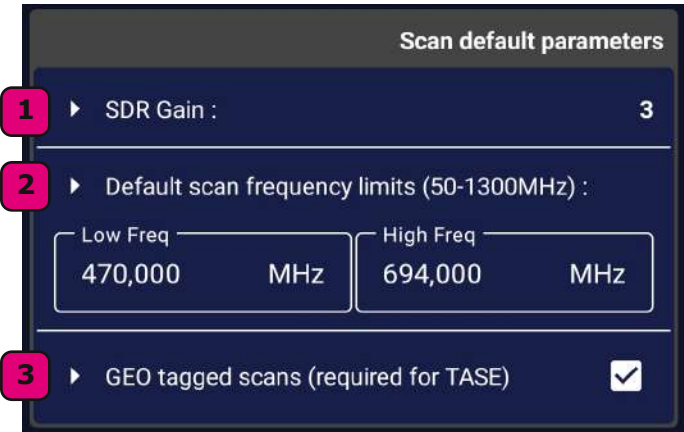 Scan default parameters
1 SDR Gain : 3
2 Default scan frequency limits (50-1300MHz) :
Low Freq High Freq
470,000 MHz 694,000 MHz
3 GEO tagged scans (required for TASE)